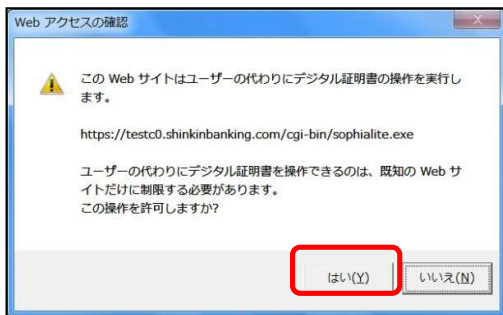 Web アクセスの確認
この Web サイトはユーザーの代わりにデジタル証明書の操作を実行し
ます。
https://testc0.shinkinbanking.com/cgi-bin/sophialite.exe
ユーザーの代わりにデジタル証明書を操作できるのは、既知の Web サ
イトだけに制限する必要があります。
この操作を許可しますか?
はい(Y) いいえ(N)